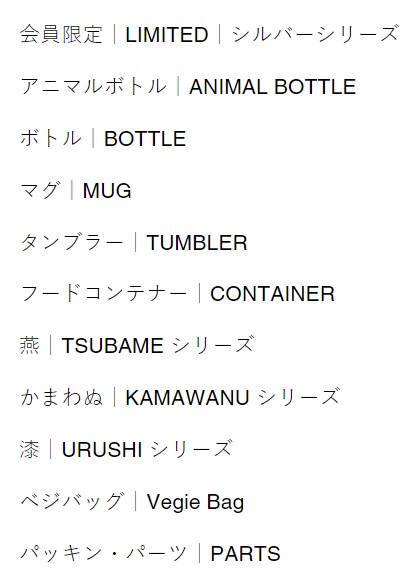 会員限定｜LIMITED｜シルバーシリーズ
アニマルボトル｜ANIMAL BOTTLE
ボトル｜BOTTLE
マグ｜MUG
タンブラー｜TUMBLER
フードコンテナー｜CONTAINER
燕｜TSUBAME シリーズ
かまわぬ｜KAMAWANU シリーズ
漆｜URUSHI シリーズ
ベジバッグ｜Vegie Bag
パッキン・パーツ｜PARTS